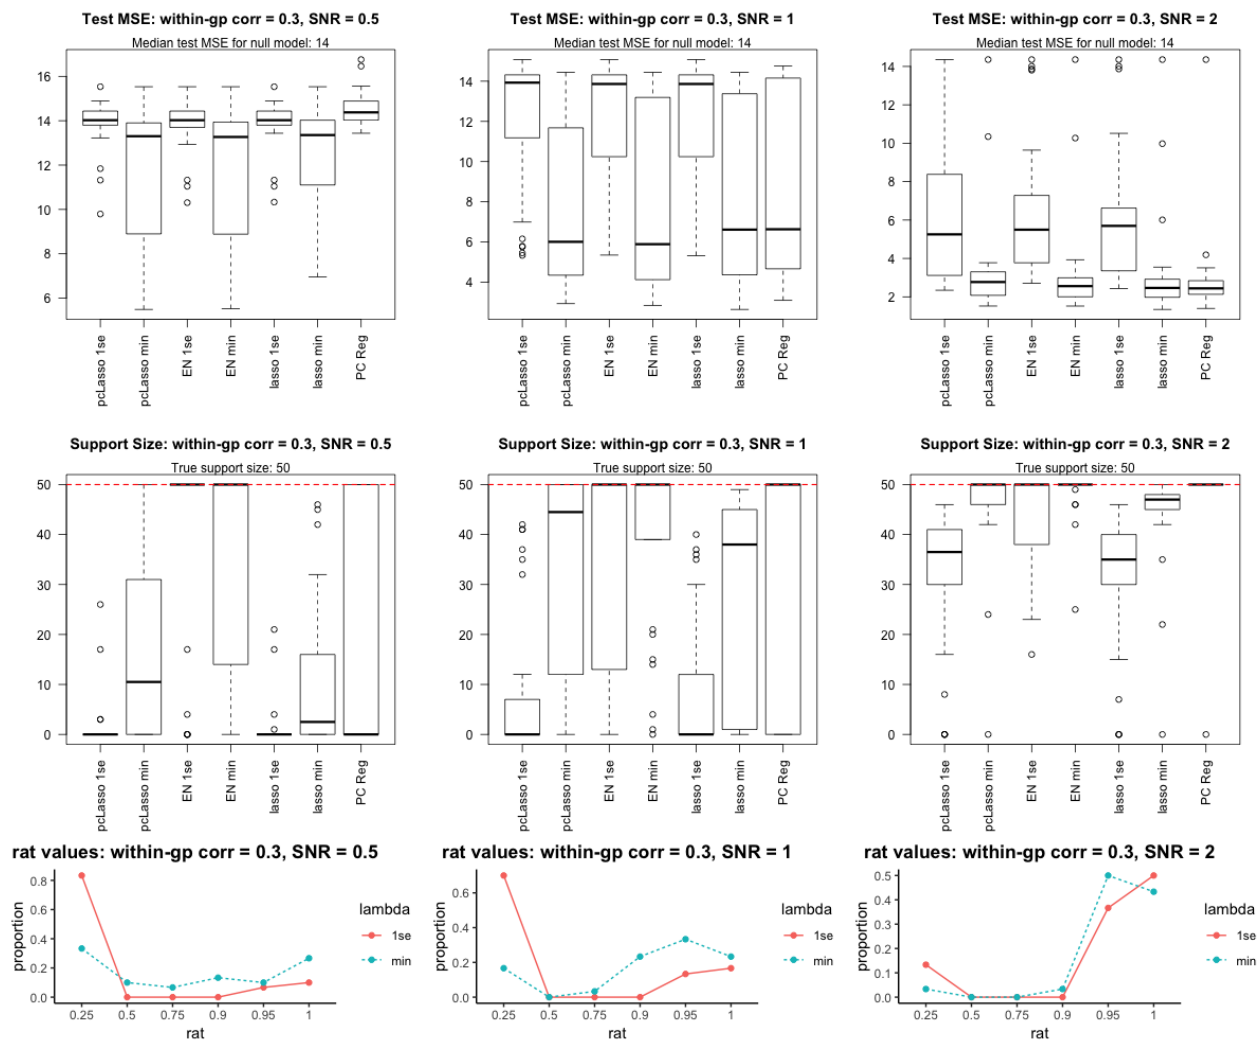 Test MSE: within-gp corr = 0.3, SNR = 0.5
Median test MSE for null model: 14
16
14
12
10
8
6
pcLasso 1se
pcLasso min
EN 1se
EN min
lasso 1se
lasso min
PC Reg
Test MSE: within-gp corr = 0.3, SNR = 1
Median test MSE for null model: 14
14
12
10
8
6
4
pcLasso 1se
pcLasso min
EN 1se
EN min
lasso 1se
lasso min
PC Reg
Test MSE: within-gp corr = 0.3, SNR = 2
Median test MSE for null model: 14
14
12
10
8
6
4
2
pcLasso 1se
pcLasso min
EN 1se
EN min
lasso 1se
lasso min
PC Reg
Support Size: within-gp corr = 0.3, SNR = 0.5
True support size: 50
50
40
30
20
10
0
pcLasso 1se
pcLasso min
EN 1se
EN min
lasso 1se
lasso min
PC Reg
Support Size: within-gp corr = 0.3, SNR = 1
True support size: 50
50
40
30
20
10
0
pcLasso 1se
pcLasso min
EN 1se
EN min
lasso 1se
lasso min
PC Reg
Support Size: within-gp corr = 0.3, SNR = 2
True support size: 50
50
40
30
20
10
0
pcLasso 1se
pcLasso min
EN 1se
EN min
lasso 1se
lasso min
PC Reg
rat values: within-gp corr = 0.3, SNR = 0.5
proportion
0.8
0.6
0.4
0.2
0.0
0.25 0.5 0.75 0.9 0.95 1
rat
lambda
1se
min
rat values: within-gp corr = 0.3, SNR = 1
proportion
0.6
0.4
0.2
0.0
0.25 0.5 0.75 0.9 0.95 1
rat
lambda
1se
min
rat values: within-gp corr = 0.3, SNR = 2
proportion
0.5
0.4
0.3
0.2
0.1
0.0
0.25 0.5 0.75 0.9 0.95 1
rat
lambda
1se
min